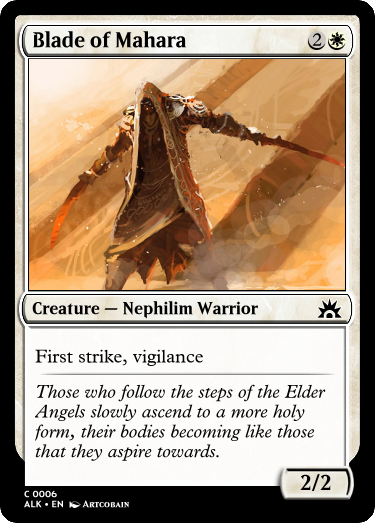 Blade of Mahara 2
Creature — Nephilim Warrior
First strike, vigilance
Those who follow the steps of the Elder
Angels slowly ascend to a more holy
form, their bodies becoming like those
that they aspire towards.
2/2
C 0006
ALK • EN Artcobain